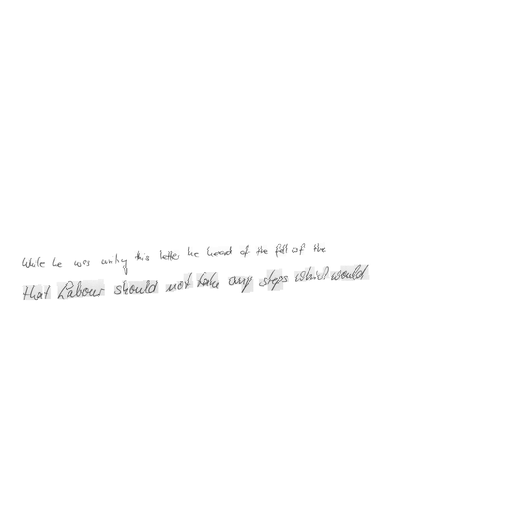 While he was writing this letter he heard of the fall of the
that Labour should not take any steps which would